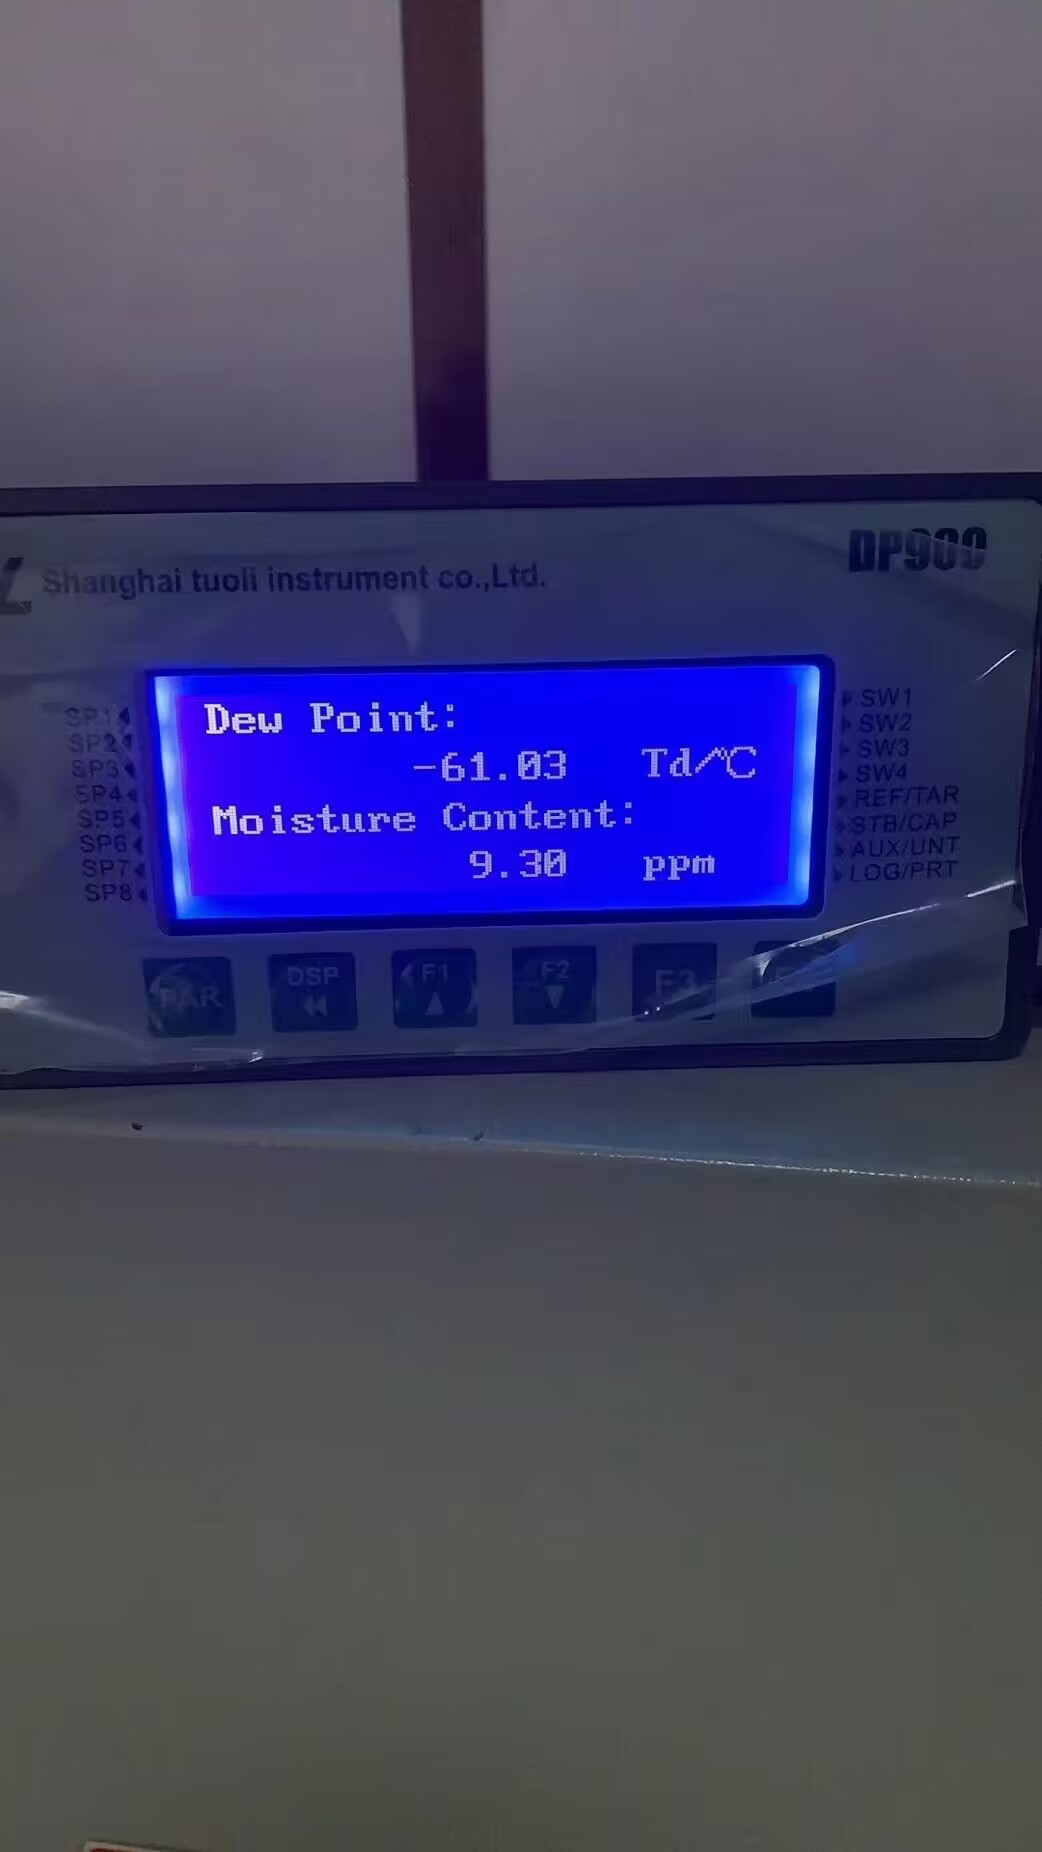 Shanghai tuoli instrument co.,Ltd.
DP909
Dew Point:
-61.03 Td/℃
Moisture Content:
9.30 ppm
SP1
SP2
SP3
SP4
SP5
SP6
SP7
SP8
SW1
SW2
SW3
SW4
REF/TAR
STB/CAP
AUX/UNT
LOG/PRT
PAR
DSP
F1
F2
F3